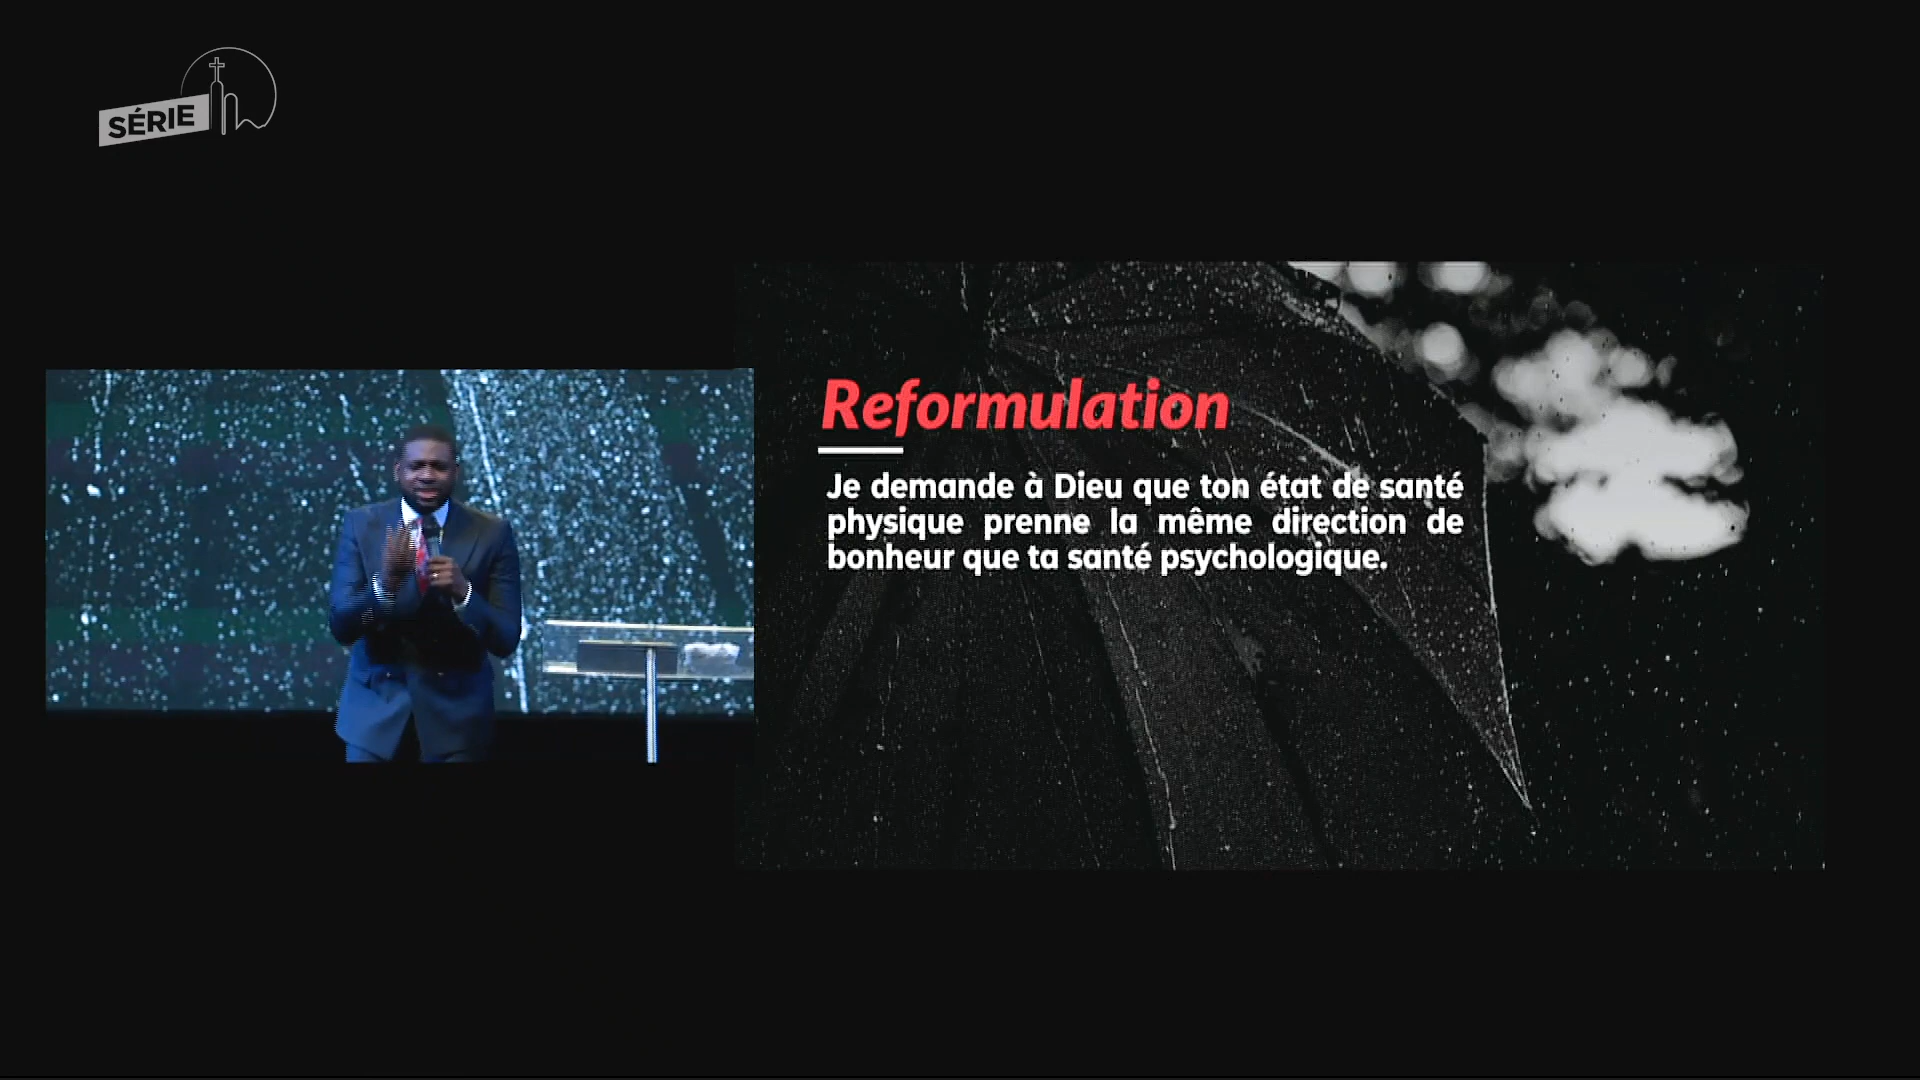 SÉRIE
Reformulation
Je demande à Dieu que ton état de santé
physique prenne la même direction de
bonheur que ta santé psychologique.